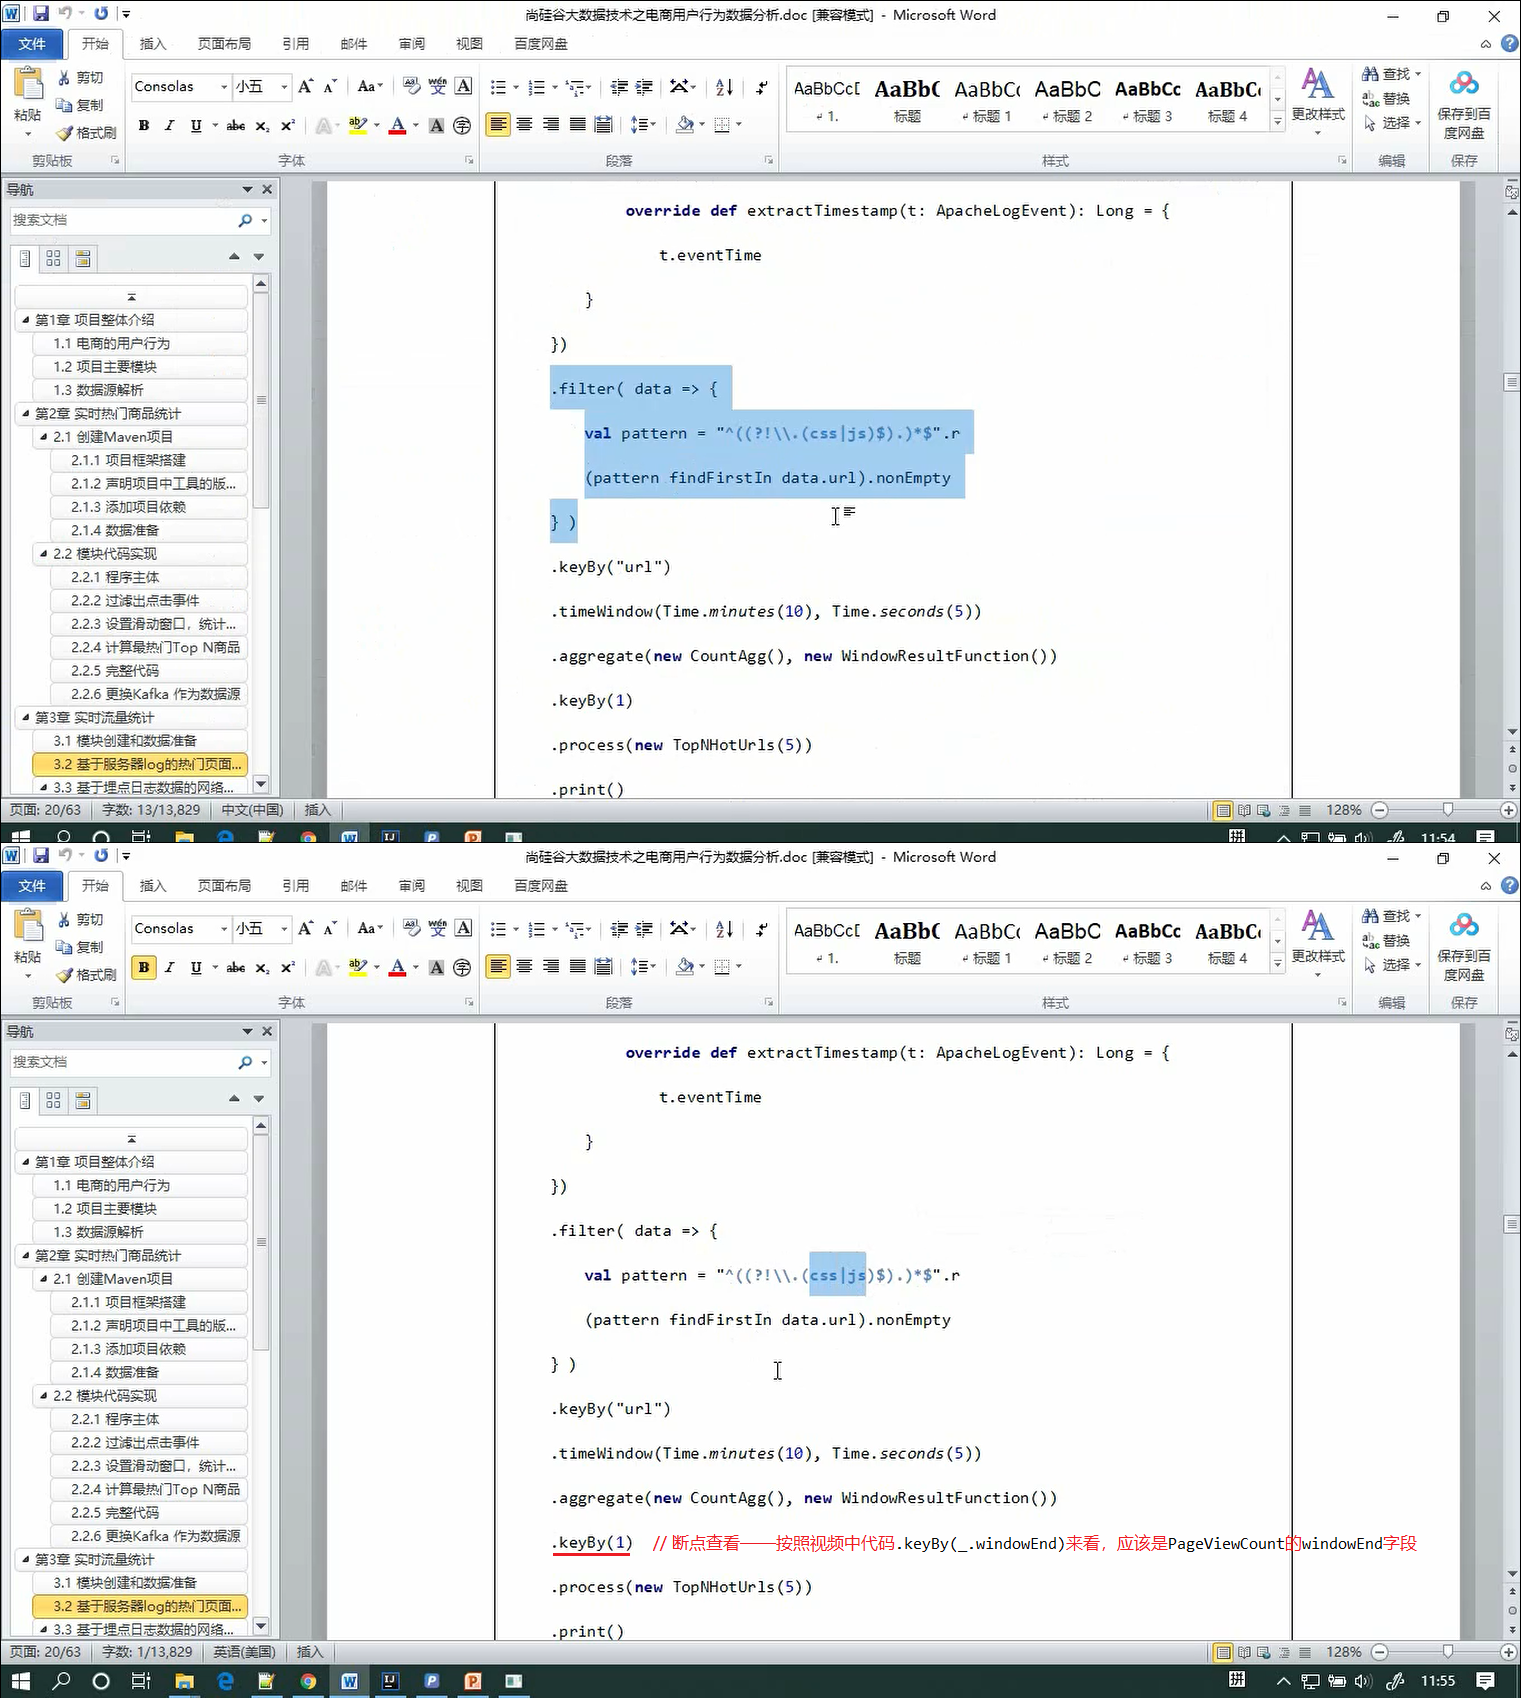 尚硅谷大数据技术之电商用户行为数据分析.doc [兼容模式] - Microsoft Word
文件 开始 插入 页面布局 引用 邮件 审阅 视图 百度网盘
粘贴 剪切 复制 格式刷
Consolas 小五
AaBbCcD AaBbC AaBbCc AaBbC AaBbCc AaBbCc
1. 标题 标题 1 标题 2 标题 3 标题 4
更改样式 查找 替换 选择 保存到百度网盘
剪贴板 字体 段落 样式 编辑 保存
导航
搜索文档
第1章 项目整体介绍
1.1 电商的用户行为
1.2 项目主要模块
1.3 数据源解析
第2章 实时热门商品统计
2.1 创建Maven项目
2.1.1 项目框架搭建
2.1.2 声明项目中工具的版...
2.1.3 添加项目依赖
2.1.4 数据准备
2.2 模块代码实现
2.2.1 程序主体
2.2.2 过滤出点击事件
2.2.3 设置滑动窗口，统计...
2.2.4 计算最热门Top N商品
2.2.5 完整代码
2.2.6 更换Kafka 作为数据源
第3章 实时流量统计
3.1 模块创建和数据准备
3.2 基于服务器log的热门页面...
3.3 基于埋点日志数据的网络...
override def extractTimestamp(t: ApacheLogEvent): Long = {
t.eventTime
}
})
.filter( data => {
val pattern = "^((?!\\.(css|js)$).)*$".r
(pattern findFirstIn data.url).nonEmpty
} )
.keyBy("url")
.timeWindow(Time.minutes(10), Time.seconds(5))
.aggregate(new CountAgg(), new WindowResultFunction())
.keyBy(1)
.process(new TopNHotUrls(5))
.print()
页面: 20/63 字数: 13/13,829 中文(中国) 插入 128%
11:54
尚硅谷大数据技术之电商用户行为数据分析.doc [兼容模式] - Microsoft Word
文件 开始 插入 页面布局 引用 邮件 审阅 视图 百度网盘
粘贴 剪切 复制 格式刷
Consolas 小五
AaBbCcD AaBbC AaBbCc AaBbC AaBbCc AaBbCc
1. 标题 标题 1 标题 2 标题 3 标题 4
更改样式 查找 替换 选择 保存到百度网盘
剪贴板 字体 段落 样式 编辑 保存
导航
搜索文档
第1章 项目整体介绍
1.1 电商的用户行为
1.2 项目主要模块
1.3 数据源解析
第2章 实时热门商品统计
2.1 创建Maven项目
2.1.1 项目框架搭建
2.1.2 声明项目中工具的版...
2.1.3 添加项目依赖
2.1.4 数据准备
2.2 模块代码实现
2.2.1 程序主体
2.2.2 过滤出点击事件
2.2.3 设置滑动窗口，统计...
2.2.4 计算最热门Top N商品
2.2.5 完整代码
2.2.6 更换Kafka 作为数据源
第3章 实时流量统计
3.1 模块创建和数据准备
3.2 基于服务器log的热门页面...
3.3 基于埋点日志数据的网络...
override def extractTimestamp(t: ApacheLogEvent): Long = {
t.eventTime
}
})
.filter( data => {
val pattern = "^((?!\\.(css|js)$).)*$".r
(pattern findFirstIn data.url).nonEmpty
} )
.keyBy("url")
.timeWindow(Time.minutes(10), Time.seconds(5))
.aggregate(new CountAgg(), new WindowResultFunction())
.keyBy(1) // 断点查看——按照视频中代码.keyBy(_.windowEnd)来看，应该是PageViewCount的windowEnd字段
.process(new TopNHotUrls(5))
.print()
页面: 20/63 字数: 1/13,829 英语(美国) 插入 128%
拼 11:55